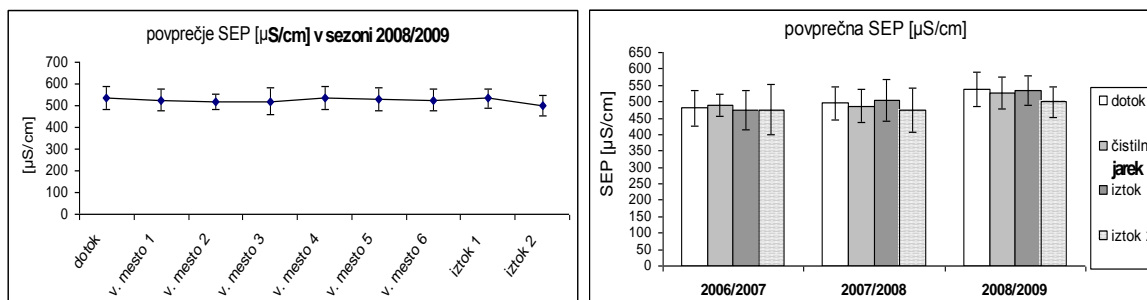 povprečje SEP [µS/cm] v sezoni 2008/2009
[µS/cm]
700
600
500
400
300
200
100
0
dotok
v. mesto 1
v. mesto 2
v. mesto 3
v. mesto 4
v. mesto 5
v. mesto 6
iztok 1
iztok 2
povprečna SEP [µS/cm]
SEP [µS/cm]
650
600
550
500
450
400
350
300
250
200
150
100
50
0
2006/2007
2007/2008
2008/2009
dotok
čistiln
jarek
iztok
iztok